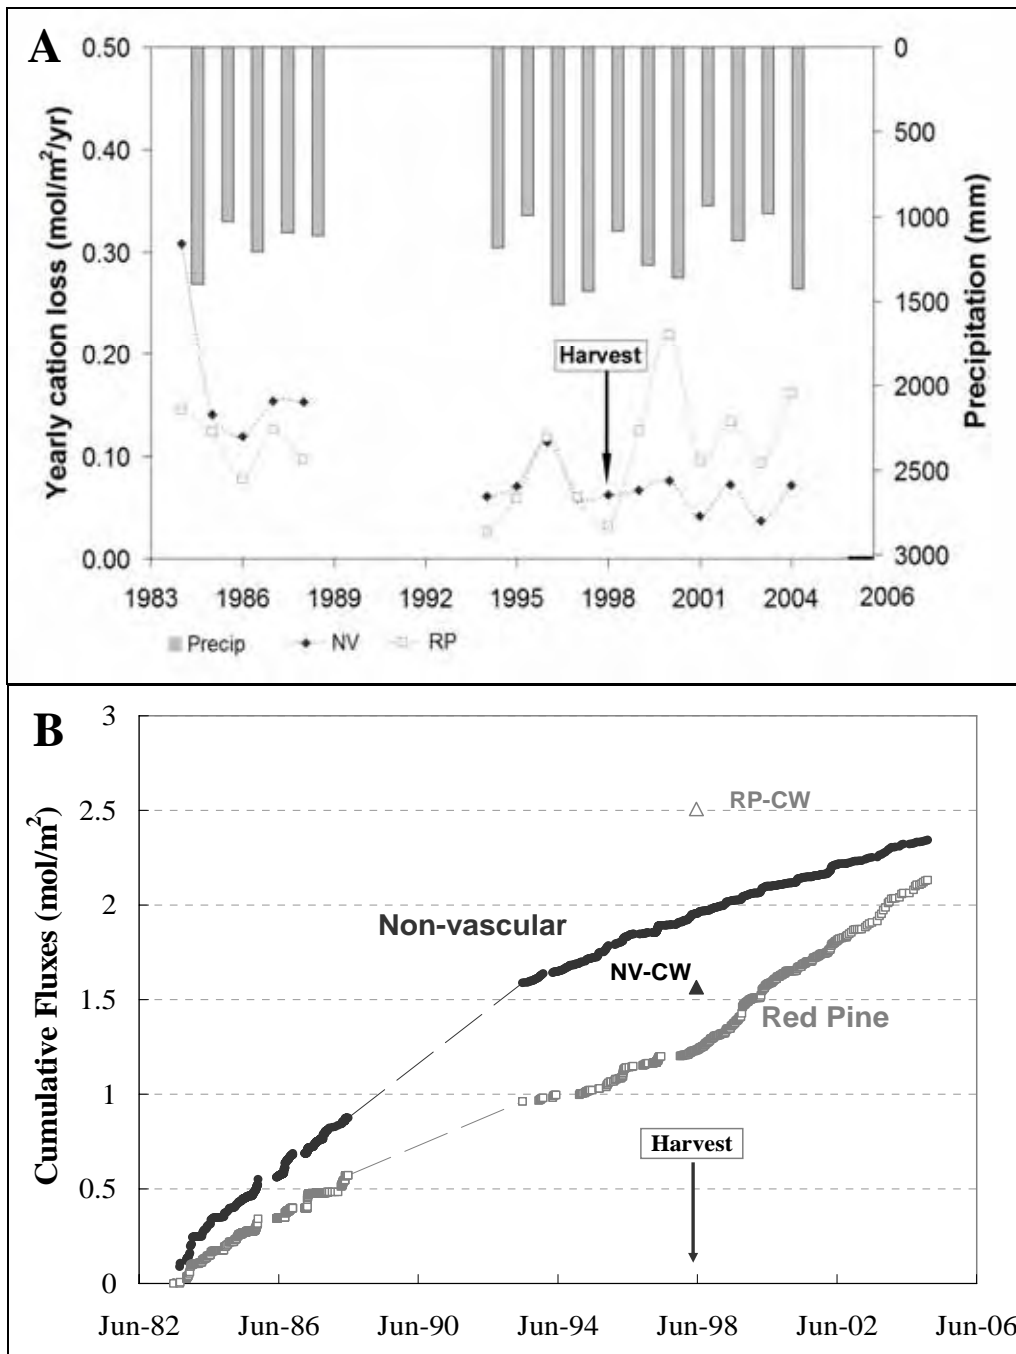 A
Yearly cation loss (mol/m²/yr)
0.50
0.40
0.30
0.20
0.10
0.00
Harvest
0
500
1000
1500
2000
2500
3000
Precipitation (mm)
1983 1986 1989 1992 1995 1998 2001 2004 2006
Precip NV RP
B
Cumulative Fluxes (mol/m²)
3
2.5
2
1.5
1
0.5
0
RP-CW
Non-vascular
NV-CW
Red Pine
Harvest
Jun-82 Jun-86 Jun-90 Jun-94 Jun-98 Jun-02 Jun-06